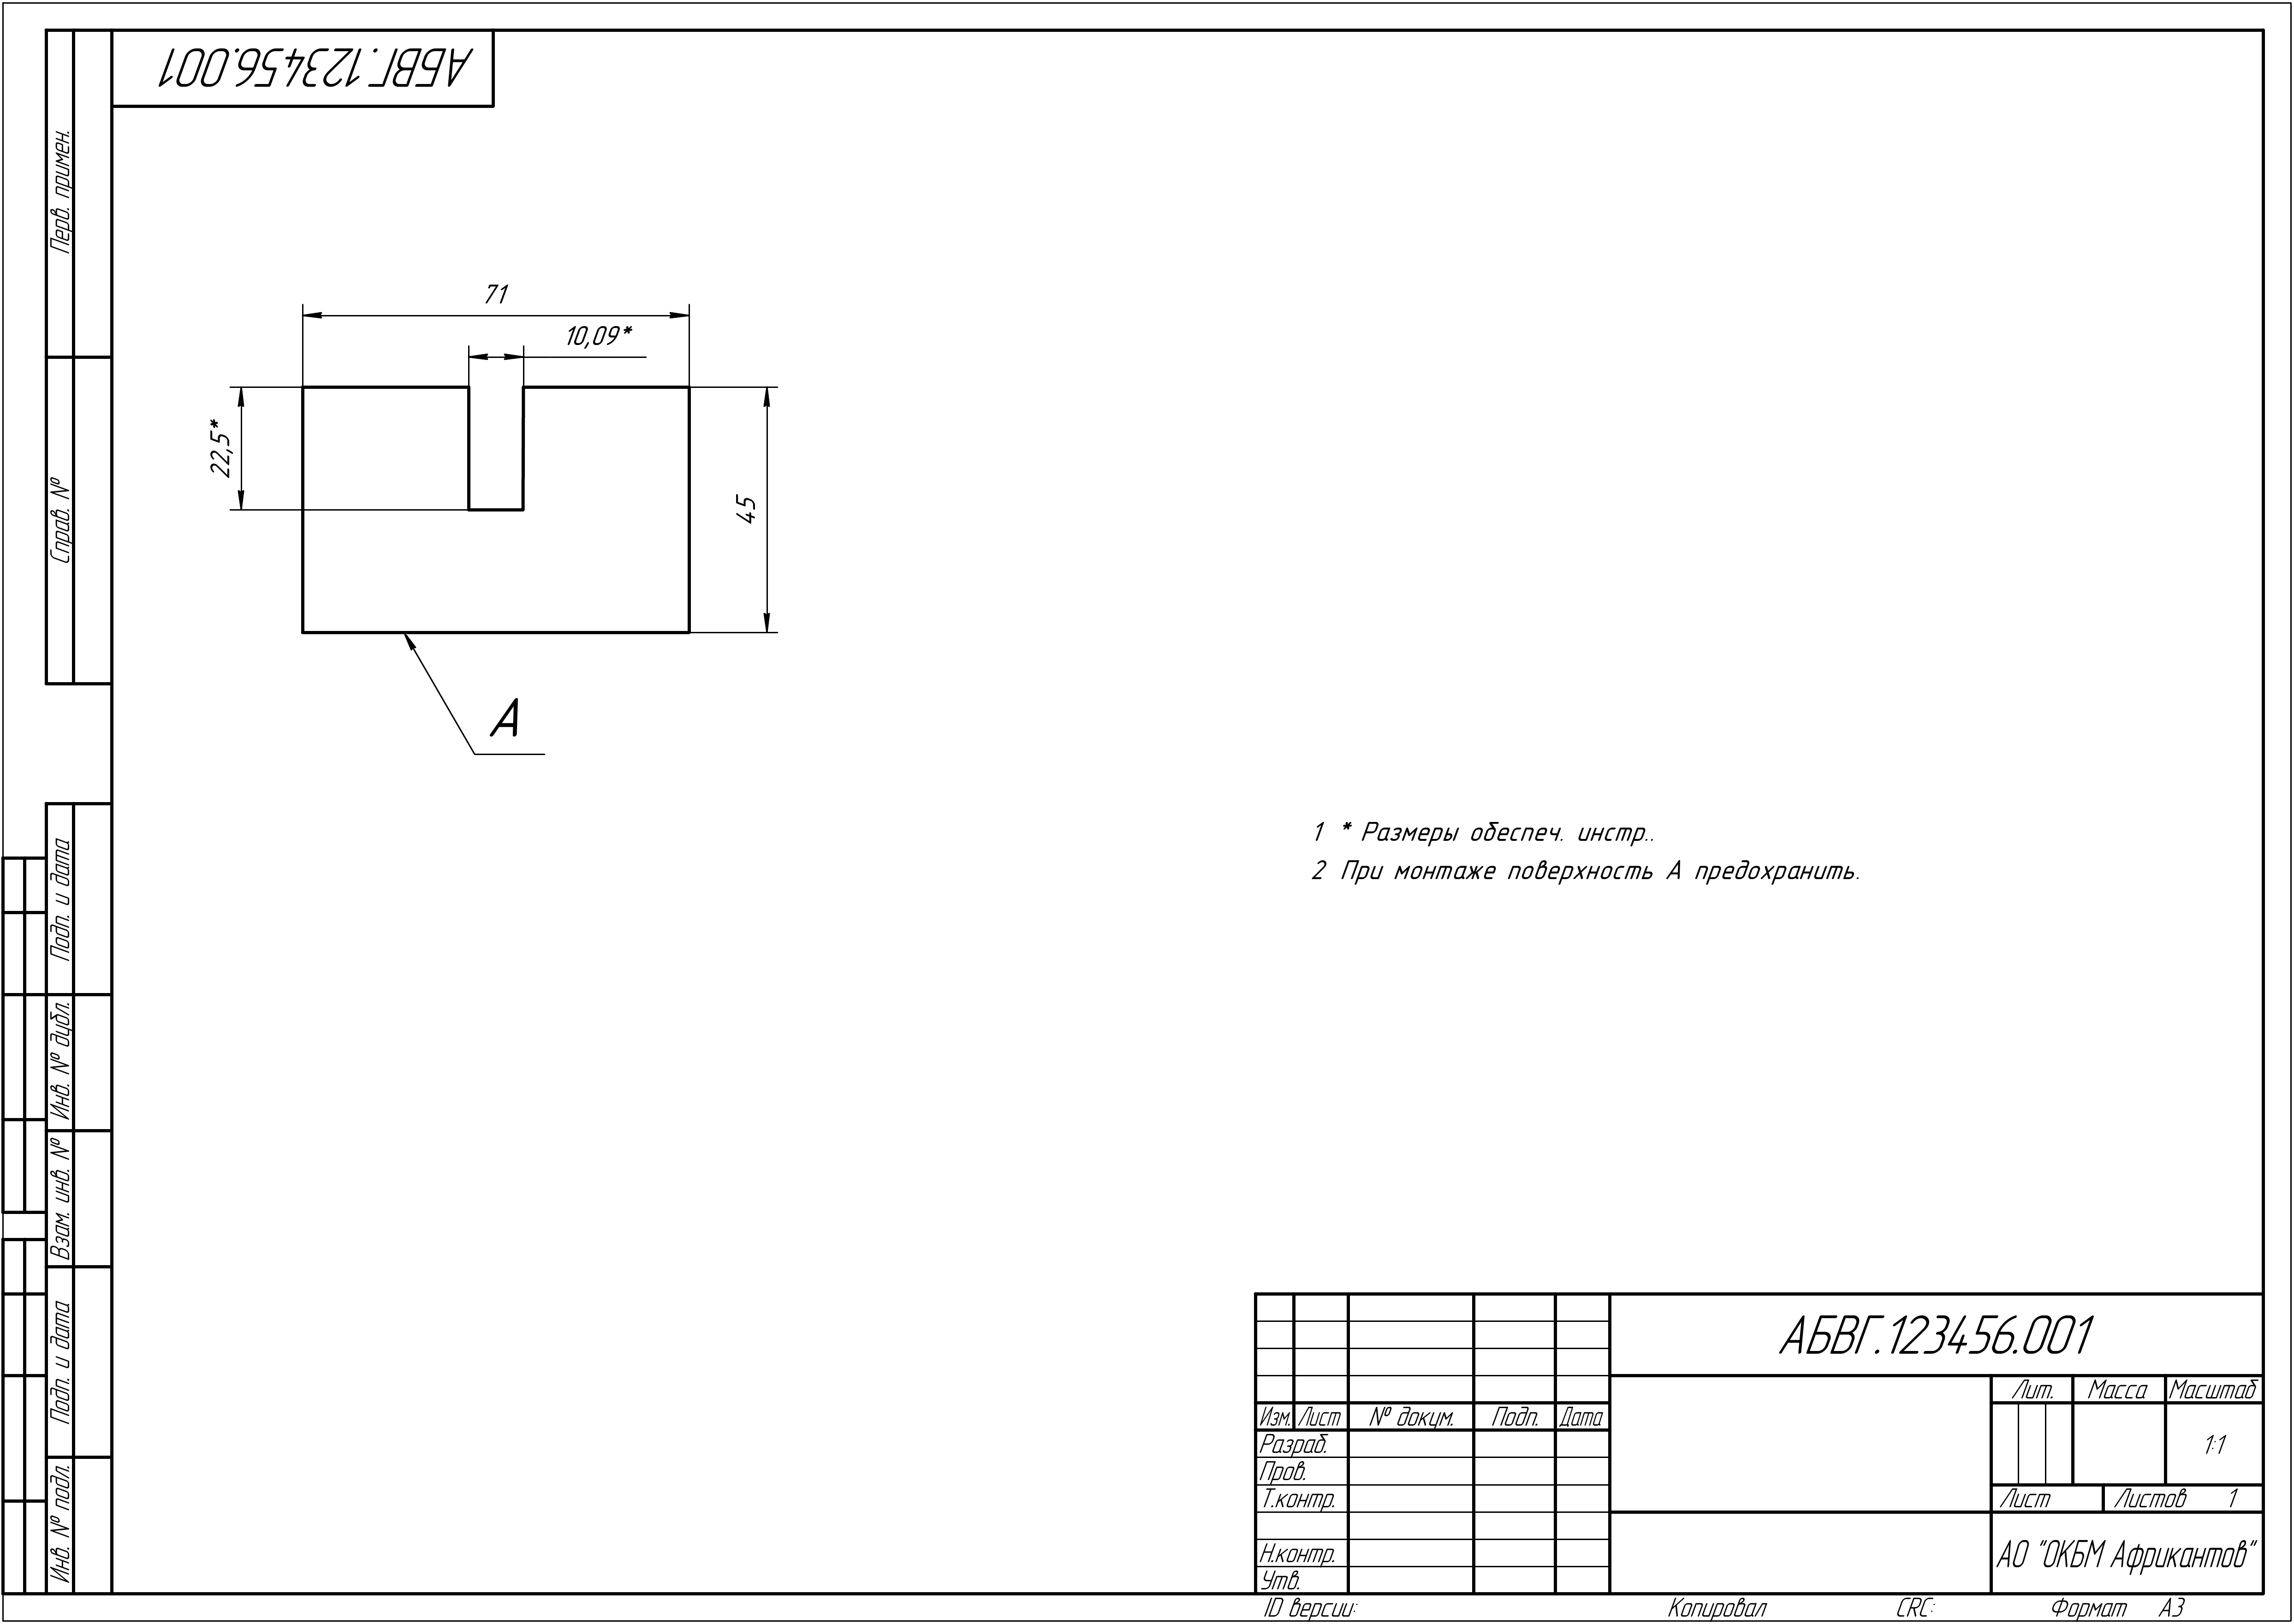 АБВГ.123456.001
Перв. примен.
Справ. №
71
10,09*
22,5*
45
А
1 * Размеры обеспеч. инстр..
2 При монтаже поверхность А предохранить.
Подп. и дата
Инв. № дубл.
Взам. инв. №
Подп. и дата
Инв. № подл.
АБВГ.123456.001
Лит. Масса Масштаб
Изм. Лист № докум. Подп. Дата
Разраб.
1:1
Пров.
Т.контр.
Лист Листов 1
Н.контр.
АО "ОКБМ Африкантов"
Утв.
ID версии: Копировал CRC: Формат А3